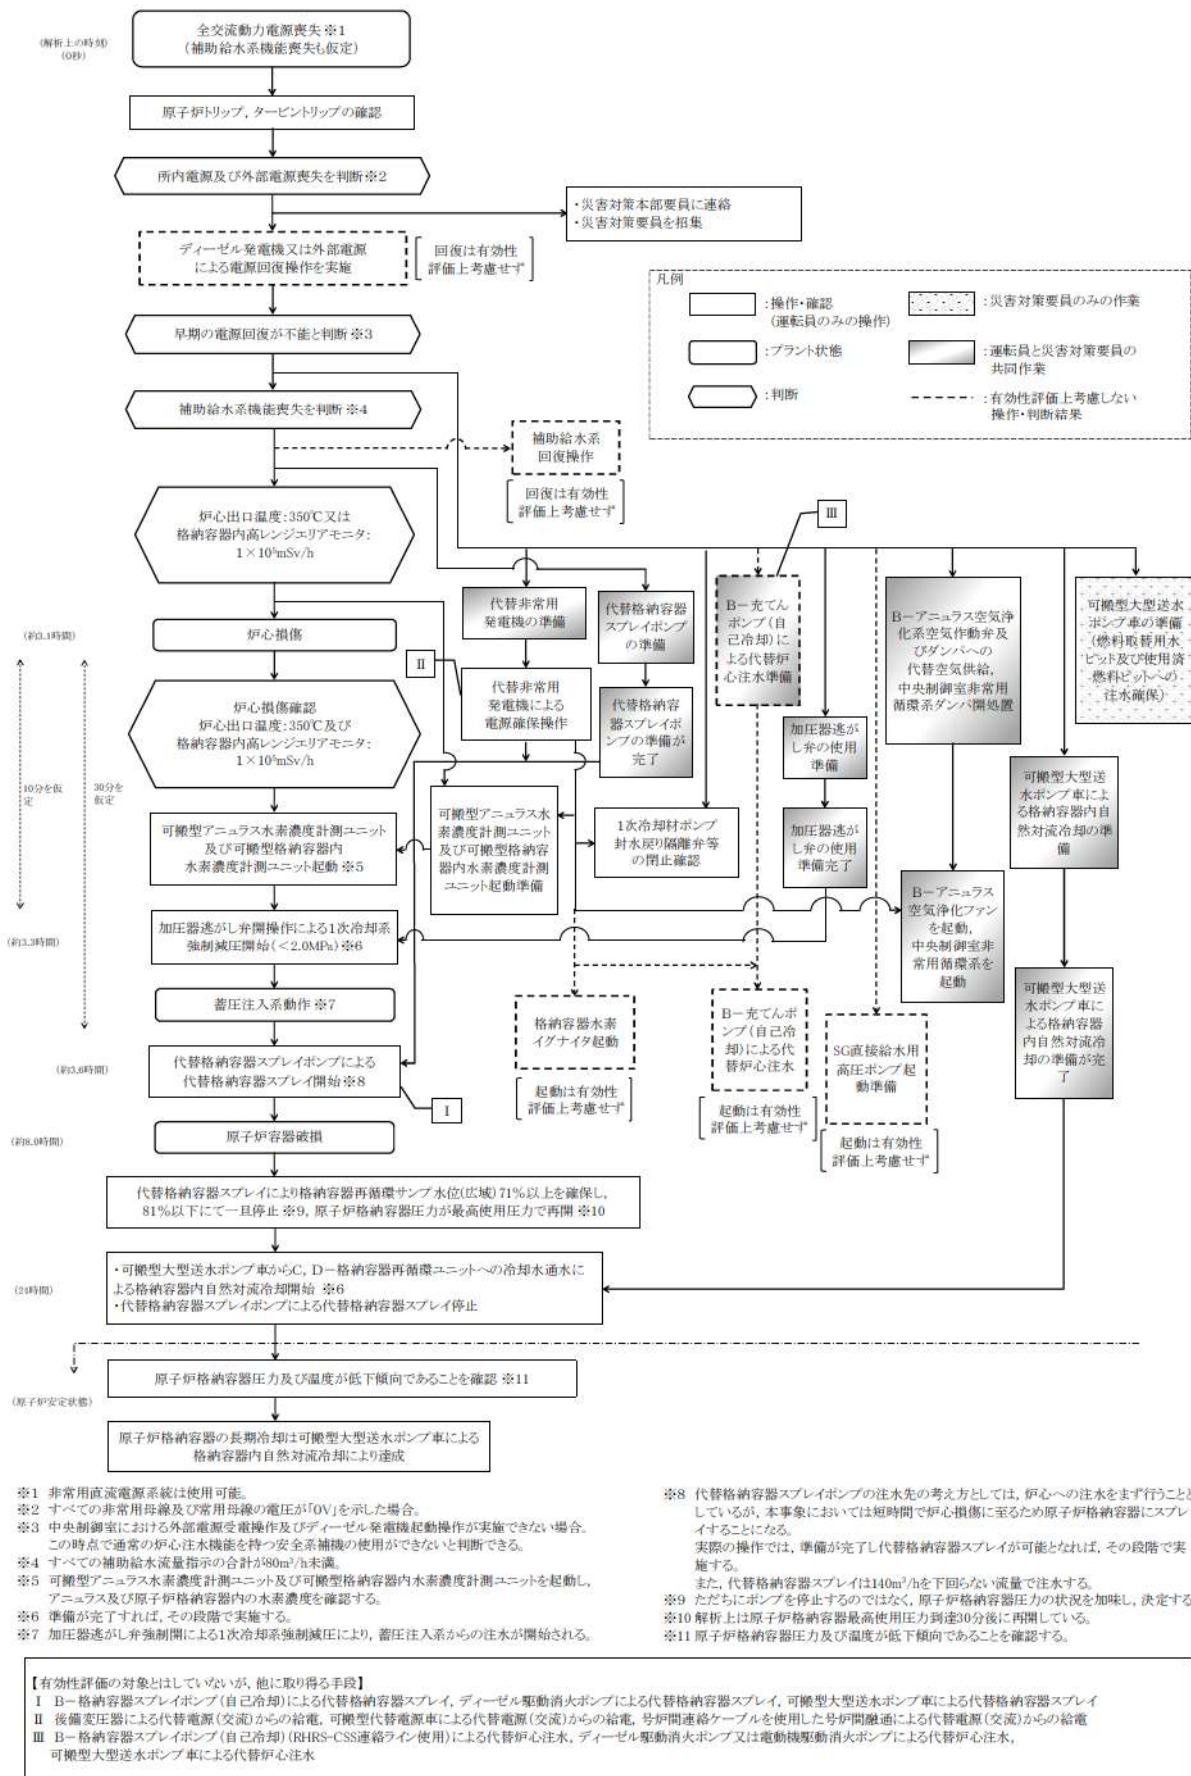 (解析上の時刻)
(0秒)
全交流動力電源喪失※1
(補助給水系機能喪失も仮定)
原子炉トリップ，タービントリップの確認
所内電源及び外部電源喪失を判断※2
・災害対策本部要員に連絡
・災害対策要員を招集
ディーゼル発電機又は外部電源
による電源回復操作を実施
回復は有効性
評価上考慮せず
早期の電源回復が不能と判断※3
補助給水系機能喪失を判断※4
凡例
：操作・確認
(運転員のみの操作)
：災害対策要員のみの作業
：プラント状態
：運転員と災害対策要員の
共同作業
：判断
：有効性評価上考慮しない
操作・判断結果
補助給水系
回復操作
回復は有効性
評価上考慮せず
炉心出口温度：350℃又は
格納容器内高レンジエリアモニタ：
1×10⁵mSv/h
Ⅲ
代替非常用
発電機の準備
代替格納容器
スプレイポンプ
の準備
B－充てん
ポンプ(自
己冷却)に
よる代替炉
心注水準備
B－アニュラス空気浄
化系空気作動弁及
びダンパへの
代替空気供給，
中央制御室非常用
循環系ダンパ開処置
可搬型大型送水
ポンプ車の準備
(燃料取替用水
ピット及び使用済
燃料ピットへの
注水確保)
(約3.1時間)
炉心損傷
Ⅱ
代替非常用
発電機による
電源確保操作
代替格納容
器スプレイポ
ンプの準備が
完了
加圧器逃が
し弁の使用
準備
炉心損傷確認
炉心出口温度：350℃及び
格納容器内高レンジエリアモニタ：
1×10⁵mSv/h
10分を仮
定
30分を
仮定
可搬型大型送
水ポンプ車によ
る格納容器内自
然対流冷却の準
備
可搬型アニュラス水素濃度計測ユニット
及び可搬型格納容器内
水素濃度計測ユニット起動※5
可搬型アニュラス水
素濃度計測ユニット
及び可搬型格納容
器内水素濃度計測
ユニット起動準備
1次冷却材ポンプ
封水戻り隔離弁等
の閉止確認
加圧器逃が
し弁の使用
準備完了
B－アニュラス
空気浄化ファン
を起動，
中央制御室非
常用循環系を
起動
(約3.3時間)
加圧器逃がし弁開操作による1次冷却系
強制減圧開始(＜2.0MPa)※6
可搬型大型送
水ポンプ車によ
る格納容器内自
然対流冷却の
準備が完了
蓄圧注入系動作※7
格納容器水素
イグナイタ起動
起動は有効性
評価上考慮せず
B－充てんポ
ンプ(自己冷
却)による代
替炉心注水
起動は有効性
評価上考慮せず
SG直接給水用
高圧ポンプ起
動準備
起動は有効性
評価上考慮せず
(約3.6時間)
代替格納容器スプレイポンプによる
代替格納容器スプレイ開始※8
Ⅰ
(約8.0時間)
原子炉容器破損
代替格納容器スプレイにより格納容器再循環サンプ水位(広域)71%以上を確保し，
81%以下にて一旦停止※9，原子炉格納容器圧力が最高使用圧力で再開※10
(24時間)
・可搬型大型送水ポンプ車からC，D－格納容器再循環ユニットへの冷却水通水に
よる格納容器内自然対流冷却開始 ※6
・代替格納容器スプレイポンプによる代替格納容器スプレイ停止
(原子炉安定状態)
原子炉格納容器圧力及び温度が低下傾向であることを確認 ※11
原子炉格納容器の長期冷却は可搬型大型送水ポンプ車による
格納容器内自然対流冷却により達成
※1 非常用直流電源系統は使用可能。
※2 すべての非常用母線及び常用母線の電圧が「0V」を示した場合。
※3 中央制御室における外部電源受電操作及びディーゼル発電機起動操作が実施できない場合。
この時点で通常の炉心注水機能を持つ安全系補機の使用ができないと判断できる。
※4 すべての補助給水流量指示の合計が80m³/h未満。
※5 可搬型アニュラス水素濃度計測ユニット及び可搬型格納容器内水素濃度計測ユニットを起動し，
アニュラス及び原子炉格納容器内の水素濃度を確認する。
※6 準備が完了すれば，その段階で実施する。
※7 加圧器逃がし弁強制開による1次冷却系強制減圧により，蓄圧注入系からの注水が開始される。
※8 代替格納容器スプレイポンプの注水先の考え方としては，炉心への注水をまず行うことと
しているが，本事象においては短時間で炉心損傷に至るため原子炉格納容器にスプレ
イすることになる。
実際の操作では，準備が完了し代替格納容器スプレイが可能となれば，その段階で実
施する。
また，代替格納容器スプレイは140m³/hを下回らない流量で注水する。
※9 ただちにポンプを停止するのではなく，原子炉格納容器圧力の状況を加味し，決定する
※10 解析上は原子炉格納容器最高使用圧力到達30分後に再開している。
※11 原子炉格納容器圧力及び温度が低下傾向であることを確認する。
【有効性評価の対象とはしていないが，他に取り得る手段】
Ⅰ B－格納容器スプレイポンプ(自己冷却)による代替格納容器スプレイ，ディーゼル駆動消火ポンプによる代替格納容器スプレイ，可搬型大型送水ポンプ車による代替格納容器スプレイ
Ⅱ 後備変圧器による代替電源(交流)からの給電，可搬型代替電源車による代替電源(交流)からの給電，号炉間連絡ケーブルを使用した号炉間融通による代替電源(交流)からの給電
Ⅲ B－格納容器スプレイポンプ(自己冷却)(RHRS-CSS連絡ライン使用)による代替炉心注水，ディーゼル駆動消火ポンプ又は電動機駆動消火ポンプによる代替炉心注水，
可搬型大型送水ポンプ車による代替炉心注水